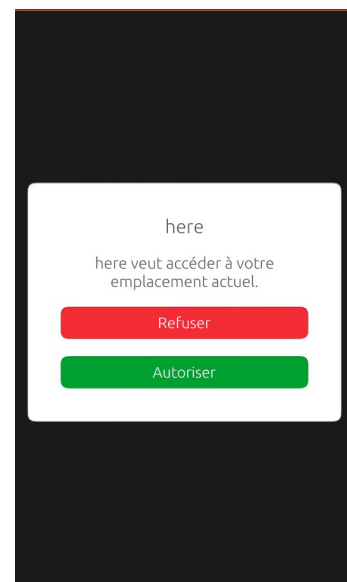 here
here veut accéder à votre
emplacement actuel.
Refuser
Autoriser